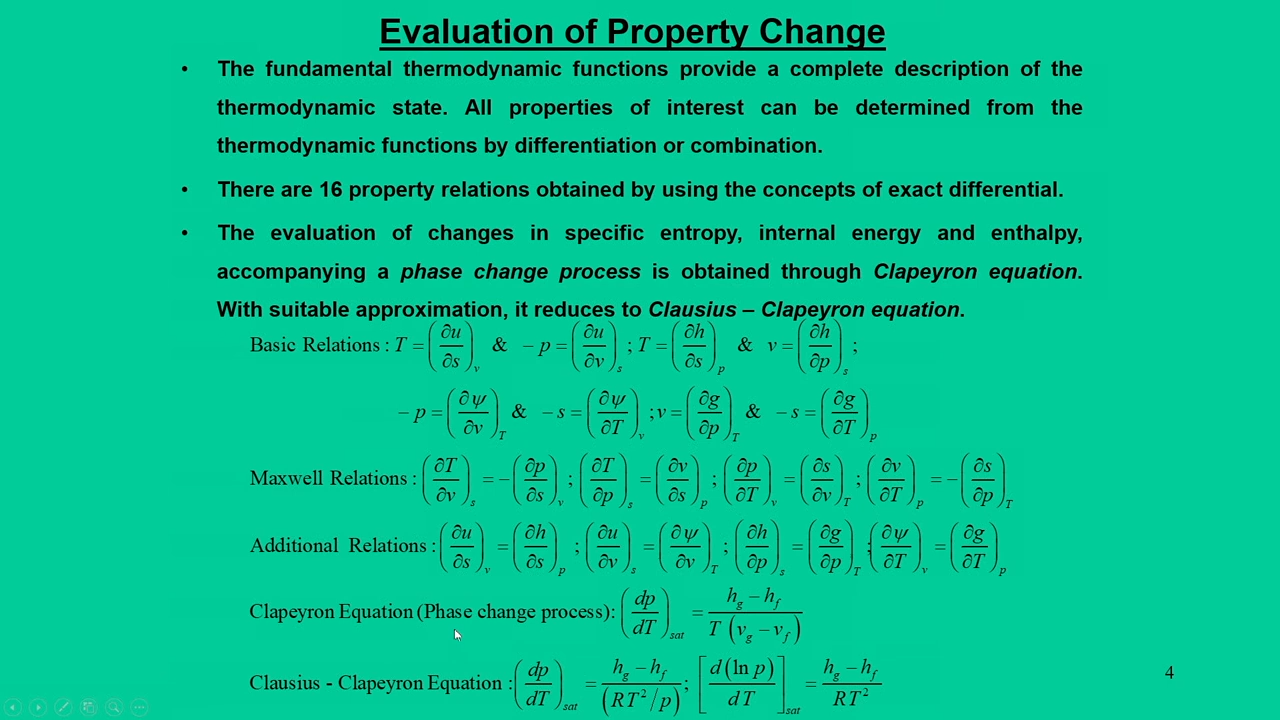 Evaluation of Property Change
• The fundamental thermodynamic functions provide a complete description of the
thermodynamic state. All properties of interest can be determined from the
thermodynamic functions by differentiation or combination.
• There are 16 property relations obtained by using the concepts of exact differential.
• The evaluation of changes in specific entropy, internal energy and enthalpy,
accompanying a phase change process is obtained through Clapeyron equation.
With suitable approximation, it reduces to Clausius – Clapeyron equation.
Basic Relations : T = (∂u/∂s)_v & − p = (∂u/∂v)_s ; T = (∂h/∂s)_p & v = (∂h/∂p)_s ;
− p = (∂ψ/∂v)_T & − s = (∂ψ/∂T)_v ; v = (∂g/∂p)_T & − s = (∂g/∂T)_p
Maxwell Relations : (∂T/∂v)_s = −(∂p/∂s)_v ; (∂T/∂p)_s = (∂v/∂s)_p ; (∂p/∂T)_v = (∂s/∂v)_T ; (∂v/∂T)_p = −(∂s/∂p)_T
Additional Relations : (∂u/∂s)_v = (∂h/∂s)_p ; (∂u/∂v)_s = (∂ψ/∂v)_T ; (∂h/∂p)_s = (∂g/∂p)_T ; (∂ψ/∂T)_v = (∂g/∂T)_p
Clapeyron Equation (Phase change process): (dp/dT)_sat = (h_g − h_f)/(T (v_g − v_f))
Clausius - Clapeyron Equation : (dp/dT)_sat = (h_g − h_f)/(RT²/p) ; [d(ln p)/dT]_sat = (h_g − h_f)/RT²
4